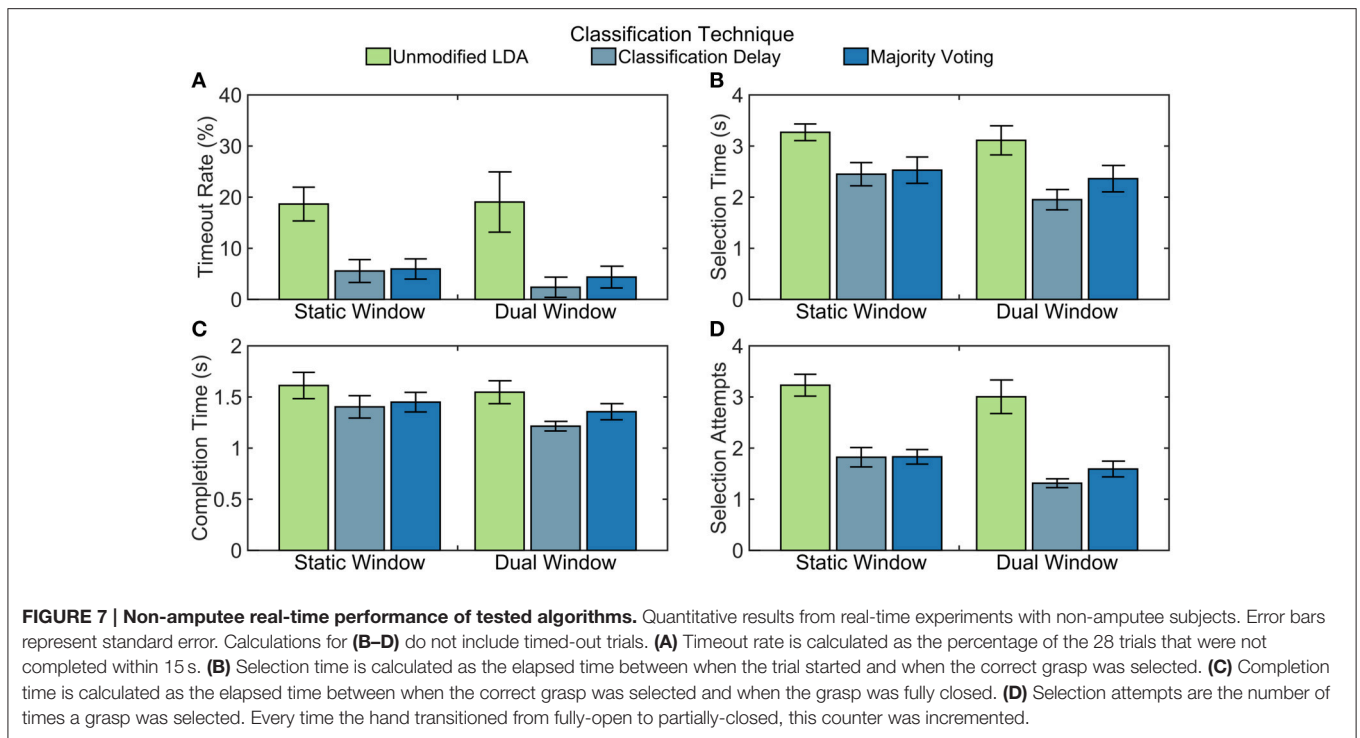 Classification Technique
Unmodified LDA Classification Delay Majority Voting
A
Timeout Rate (%)
40
30
20
10
0
Static Window Dual Window
B
Selection Time (s)
4
3
2
1
0
Static Window Dual Window
C
Completion Time (s)
2
1.5
1
0.5
0
Static Window Dual Window
D
Selection Attempts
4
3
2
1
0
Static Window Dual Window
FIGURE 7 | Non-amputee real-time performance of tested algorithms. Quantitative results from real-time experiments with non-amputee subjects. Error bars
represent standard error. Calculations for (B–D) do not include timed-out trials. (A) Timeout rate is calculated as the percentage of the 28 trials that were not
completed within 15 s. (B) Selection time is calculated as the elapsed time between when the trial started and when the correct grasp was selected. (C) Completion
time is calculated as the elapsed time between when the correct grasp was selected and when the grasp was fully closed. (D) Selection attempts are the number of
times a grasp was selected. Every time the hand transitioned from fully-open to partially-closed, this counter was incremented.